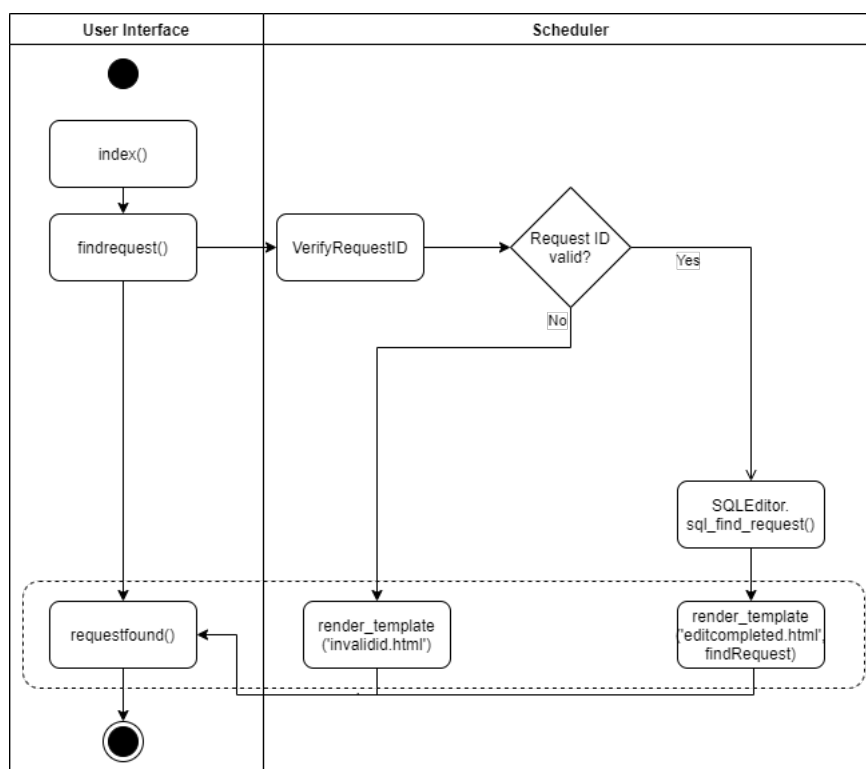 User Interface
Scheduler
index()
findrequest()
VerifyRequestID
Request ID
valid?
Yes
No
SQLEditor.
sql_find_request()
requestfound()
render_template
('invalidid.html')
render_template
('editcompleted.html',
findRequest)